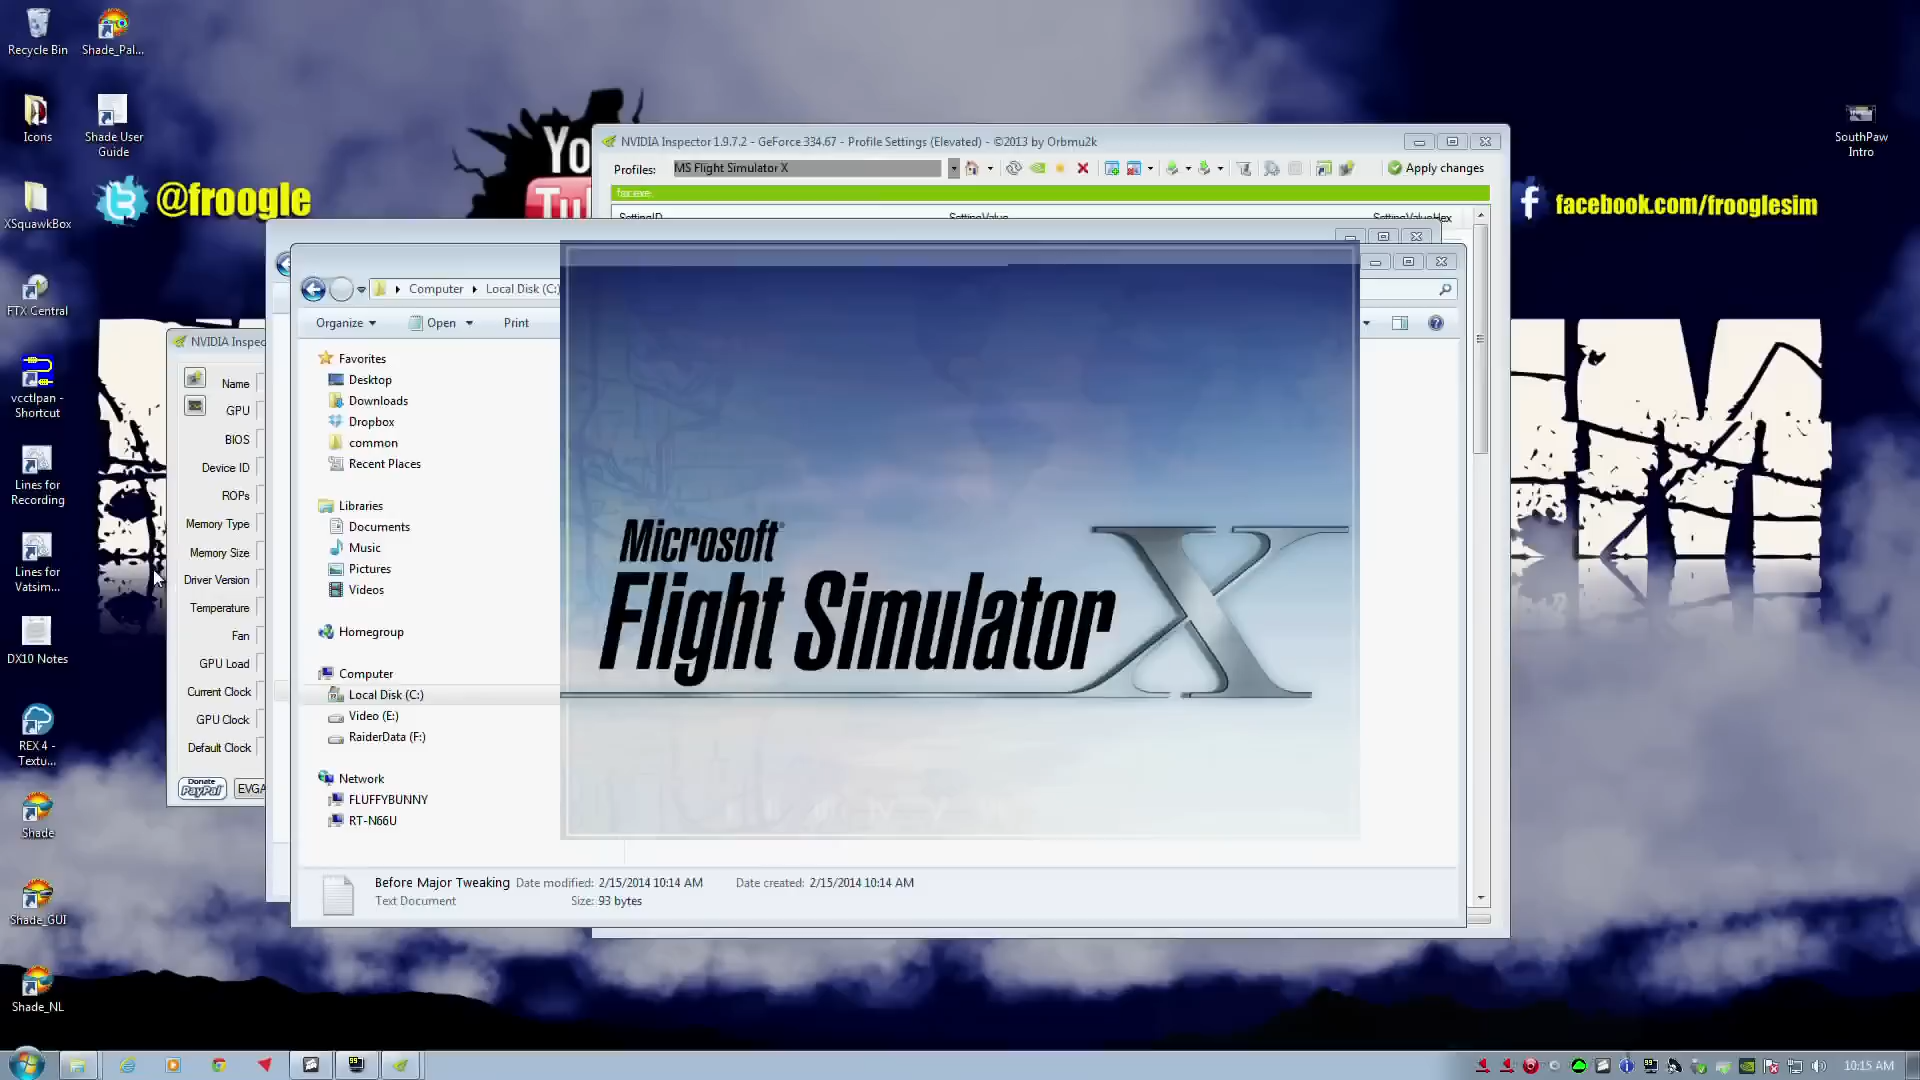 Recycle Bin
Shade_Pal...
Icons
Shade User
Guide
XSquawkBox
@froogle
FTX Central
vcctlpan -
Shortcut
Lines for
Recording
Lines for
Vatsim...
DX10 Notes
REX 4 -
Textu...
Shade
Shade_GUI
Shade_NL
SouthPaw
Intro
facebook.com/frooglesim
Yo
Tu
NVIDIA Inspector 1.9.7.2 - GeForce 334.67 - Profile Settings (Elevated) - ©2013 by Orbmu2k
Profiles:
MS Flight Simulator X
Apply changes
fsx.exe
SettingID
SettingValue
SettingValueHex
NVIDIA Inspec
Name
GPU
BIOS
Device ID
ROPs
Memory Type
Memory Size
Driver Version
Temperature
Fan
GPU Load
Current Clock
GPU Clock
Default Clock
Donate
PayPal
EVGA
Computer
Local Disk (C:)
Organize
Open
Print
Favorites
Desktop
Downloads
Dropbox
common
Recent Places
Libraries
Documents
Music
Pictures
Videos
Homegroup
Computer
Local Disk (C:)
Video (E:)
RaiderData (F:)
Network
FLUFFYBUNNY
RT-N66U
Microsoft®
Flight Simulator X
Before Major Tweaking
Date modified: 2/15/2014 10:14 AM
Date created: 2/15/2014 10:14 AM
Text Document
Size: 93 bytes
10:15 AM